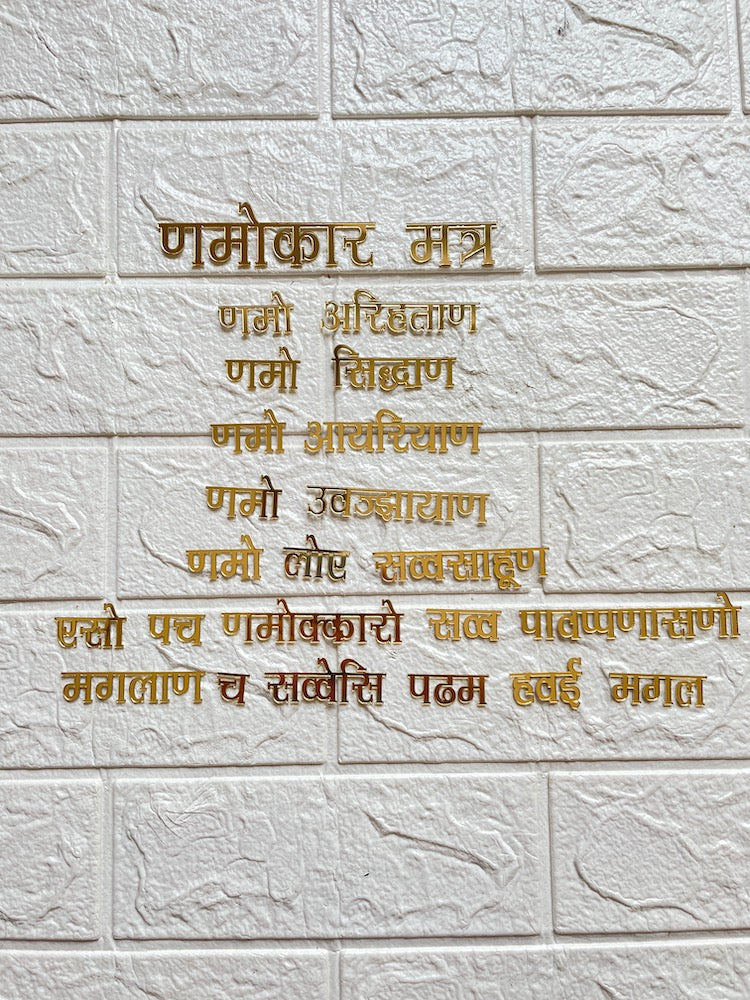 णमोकार मत्र
णमो अरिहताण
णमो सिद्धाण
णमो आयरियाण
णमो उवज्झायाण
णमो लोए सव्वसाहूण
एसो पच णमोक्कारो सव्व पावप्पणासणौ
मगलाण च सव्वेसि पढम हवई मगल